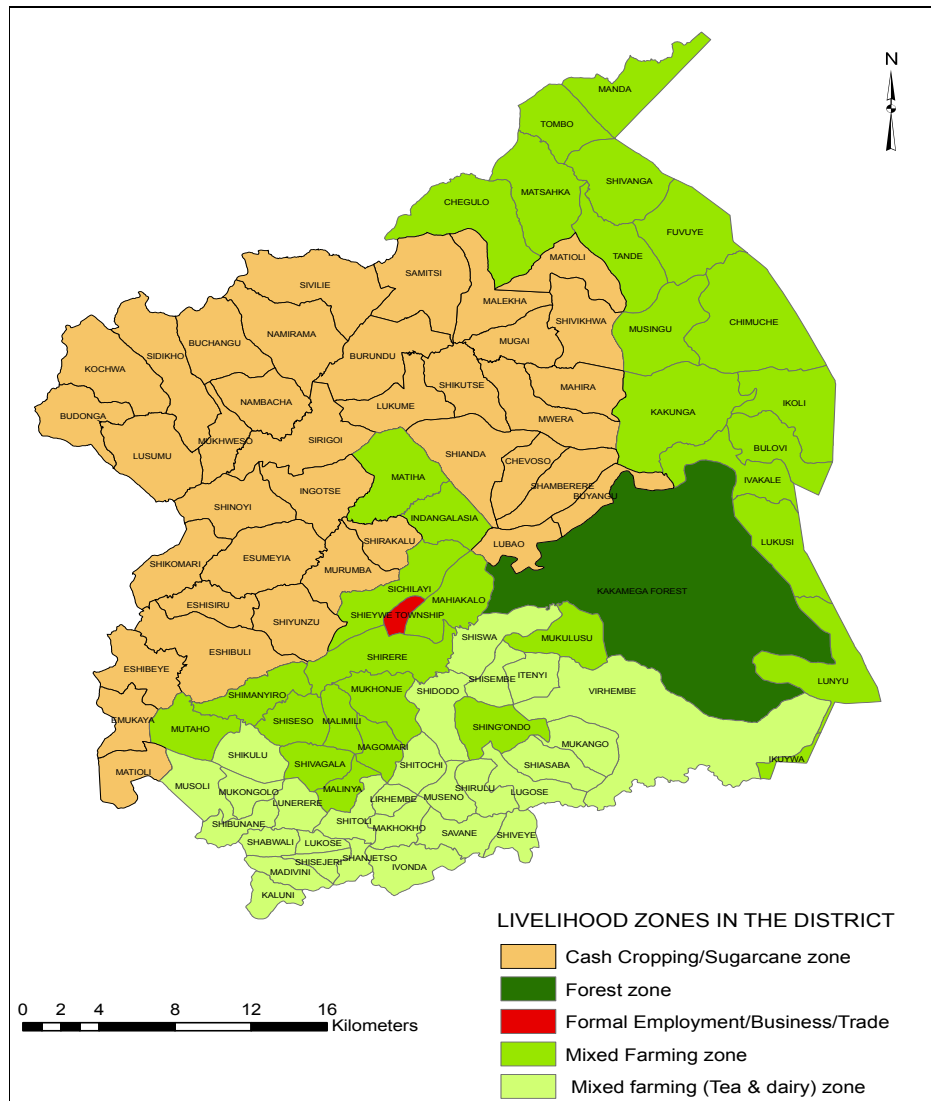 N
MANDA
TOMBO
SHIVANGA
MATSAHKA
CHEGULO
FUVUYE
MATIOLI
TANDE
SAMITSI
SIVILIE
MALEKHA
SHIVIKHWA
CHIMUCHE
MUSINGU
NAMIRAMA
MUGAI
BUCHANGU
SIDIKHO
BURUNDU
KOCHWA
SHIKUTSE
MAHIRA
NAMBACHA
LUKUME
IKOLI
KAKUNGA
BUDONGA
MWERA
SIRIGOI
MUKHWESO
BULOVI
LUSUMU
SHIANDA
CHEVOSO
MATIHA
IVAKALE
SHAMBERERE
INGOTSE
BUYANGU
SHINOYI
INDANGALASIA
LUKUSI
SHIRAKALU
LUBAO
ESUMEYIA
SHIKOMARI
MURUMBA
SICHILAYI
KAKAMEGA FOREST
MAHIAKALO
ESHISIRU
SHIEYWE TOWNSHIP
SHIYUNZU
SHISWA
MUKULUSU
ESHIBULI
SHIRERE
ESHIBEYE
ITENYI
SHISEMBE
LUNYU
SHIDODO
MUKHONJE
VIRHEMBE
SHIMANYIRO
EMUKAYA
SHISESO
MALIMILI
SHING'ONDO
MUTAHO
MUKANGO
MAGOMARI
SHIKULU
IKUYWA
SHIVAGALA
SHITOCHI
SHIASABA
MATIOLI
MUSOLI
MALINYA
SHIRULU
LUGOSE
MUKONGOLO
MUSENO
LIRHEMBE
LUNERERE
SHIBUNANE
SHITOLI
MAKHOKHO
SAVANE
SHIVEYE
SHABWALI
LUKOSE
SHANJETSO
SHISEJERI
IVONDA
MADIVINI
KALUNI
LIVELIHOOD ZONES IN THE DISTRICT
Cash Cropping/Sugarcane zone
Forest zone
Formal Employment/Business/Trade
Mixed Farming zone
Mixed farming (Tea & dairy) zone
0 2 4 8 12 16
Kilometers